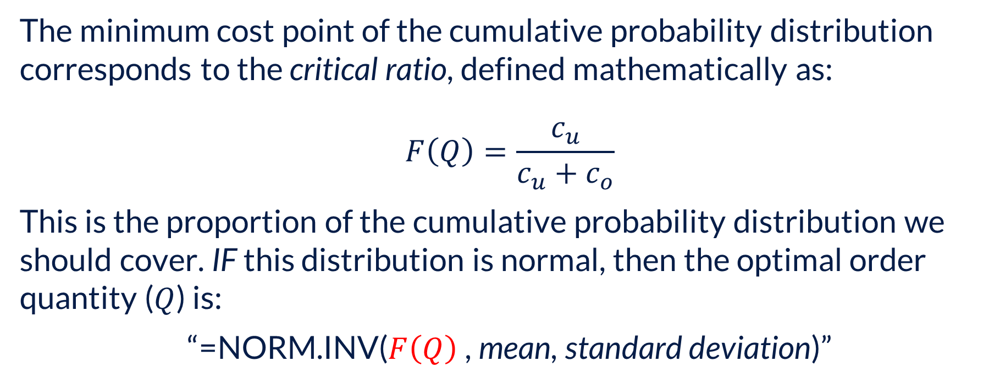 The minimum cost point of the cumulative probability distribution
corresponds to the critical ratio, defined mathematically as:
F(Q) = c_u / (c_u + c_o)
This is the proportion of the cumulative probability distribution we
should cover. IF this distribution is normal, then the optimal order
quantity (Q) is:
“=NORM.INV(F(Q) , mean, standard deviation)”